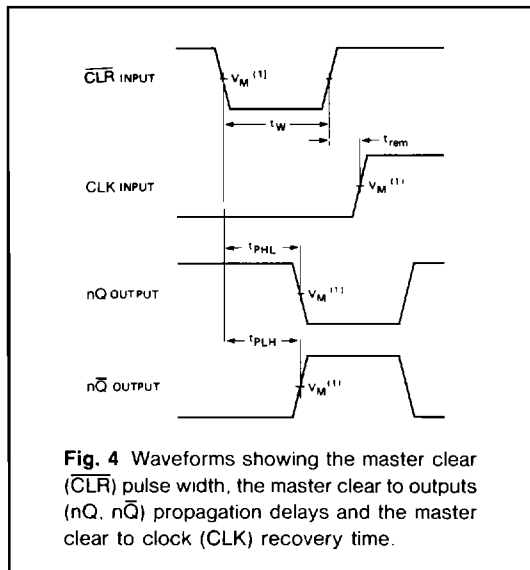 C̅L̅R̅ INPUT
V_M (1)
t_W
t_rem
CLK INPUT
V_M (1)
t_PHL
nQ OUTPUT
V_M (1)
t_PLH
nQ̅ OUTPUT
V_M (1)
Fig. 4 Waveforms showing the master clear
(C̅L̅R̅) pulse width, the master clear to outputs
(nQ, nQ̅) propagation delays and the master
clear to clock (CLK) recovery time.